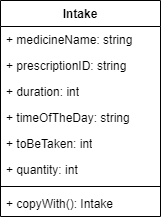 Intake
+ medicineName: string
+ prescriptionID: string
+ duration: int
+ timeOfTheDay: string
+ toBeTaken: int
+ quantity: int
+ copyWith(): Intake